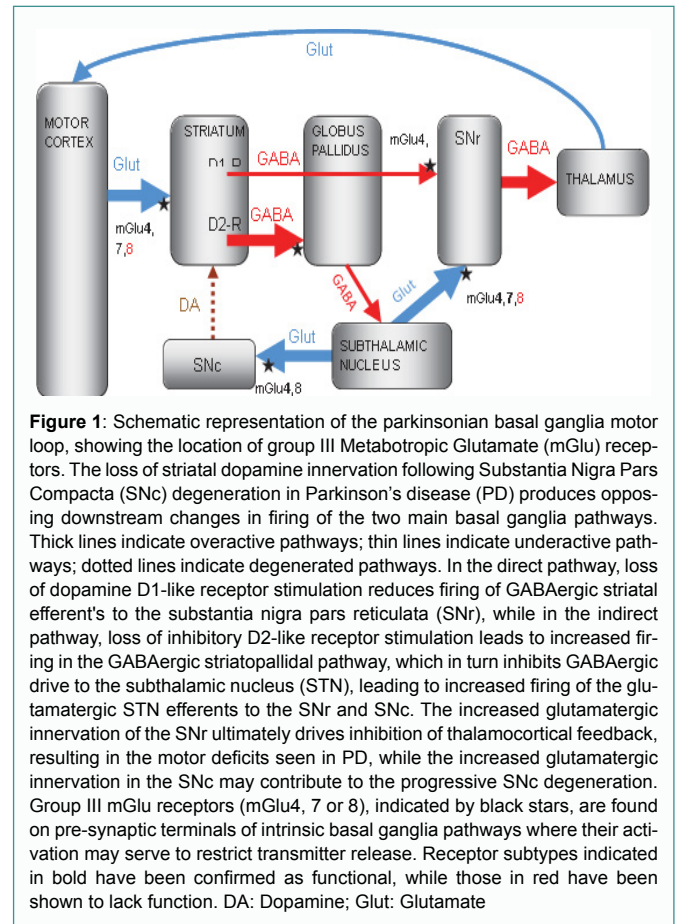 Glut
MOTOR
CORTEX
Glut
mGlu4,
7,8
STRIATUM
D1-R
GABA
D2-R
GABA
GLOBUS
PALLIDUS
mGlu4,
SNr
GABA
THALAMUS
DA
GABA
Glut
mGlu4,7,8
SNc
Glut
mGlu4,8
SUBTHALAMIC
NUCLEUS
Figure 1: Schematic representation of the parkinsonian basal ganglia motor
loop, showing the location of group III Metabotropic Glutamate (mGlu) recep-
tors. The loss of striatal dopamine innervation following Substantia Nigra Pars
Compacta (SNc) degeneration in Parkinson's disease (PD) produces oppos-
ing downstream changes in firing of the two main basal ganglia pathways.
Thick lines indicate overactive pathways; thin lines indicate underactive path-
ways; dotted lines indicate degenerated pathways. In the direct pathway, loss
of dopamine D1-like receptor stimulation reduces firing of GABAergic striatal
efferent's to the substantia nigra pars reticulata (SNr), while in the indirect
pathway, loss of inhibitory D2-like receptor stimulation leads to increased fir-
ing in the GABAergic striatopallidal pathway, which in turn inhibits GABAergic
drive to the subthalamic nucleus (STN), leading to increased firing of the glu-
tamatergic STN efferents to the SNr and SNc. The increased glutamatergic
innervation of the SNr ultimately drives inhibition of thalamocortical feedback,
resulting in the motor deficits seen in PD, while the increased glutamatergic
innervation in the SNc may contribute to the progressive SNc degeneration.
Group III mGlu receptors (mGlu4, 7 or 8), indicated by black stars, are found
on pre-synaptic terminals of intrinsic basal ganglia pathways where their acti-
vation may serve to restrict transmitter release. Receptor subtypes indicated
in bold have been confirmed as functional, while those in red have been
shown to lack function. DA: Dopamine; Glut: Glutamate